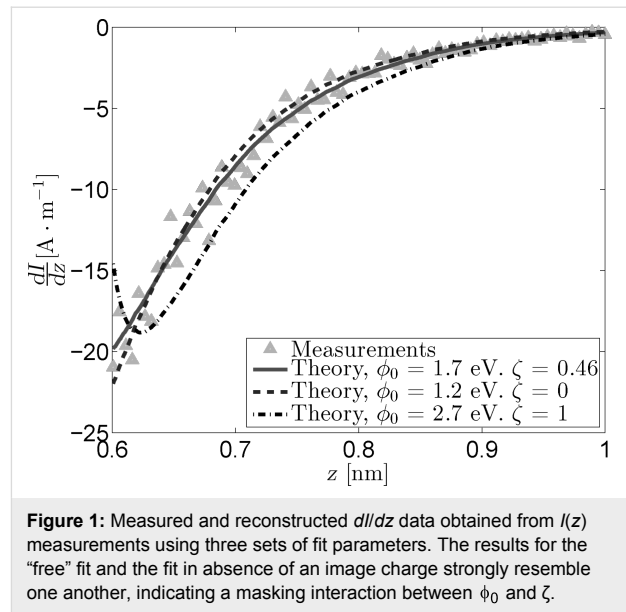 0
−5
−10
−15
−20
−25
dI/dz [A · m⁻¹]
Measurements
Theory, ϕ₀ = 1.7 eV. ζ = 0.46
Theory, ϕ₀ = 1.2 eV. ζ = 0
Theory, ϕ₀ = 2.7 eV. ζ = 1
0.6 0.7 0.8 0.9 1
z [nm]
Figure 1: Measured and reconstructed dI/dz data obtained from I(z)
measurements using three sets of fit parameters. The results for the
“free” fit and the fit in absence of an image charge strongly resemble
one another, indicating a masking interaction between ϕ₀ and ζ.